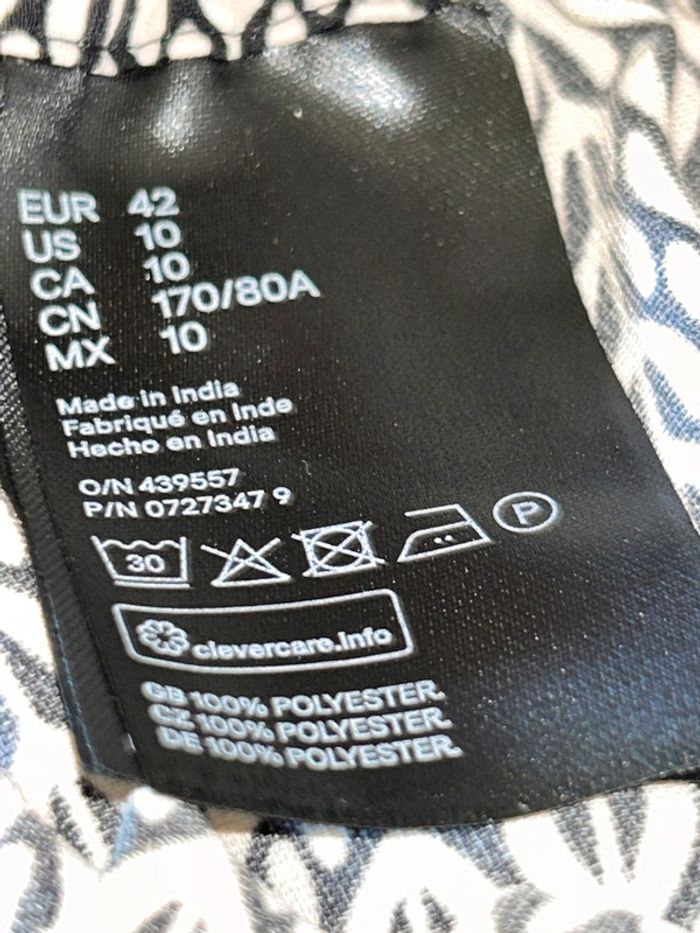 EUR 42
US 10
CA 10
CN 170/80A
MX 10
Made in India
Fabriqué en Inde
Hecho en India
O/N 439557
P/N 0727347 9
30
P
clevercare.info
GB 100% POLYESTER.
CZ 100% POLYESTER.
DE 100% POLYESTER.